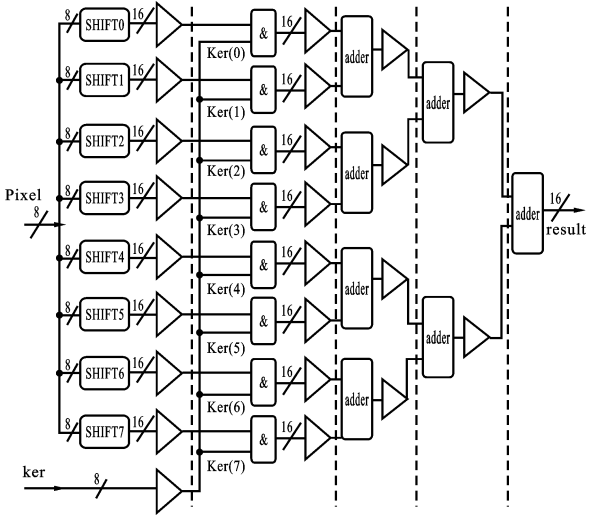 8 SHIFT0 16 & 16
Ker(0)
adder
8 SHIFT1 16 & 16
Ker(1)
adder
8 SHIFT2 16 & 16
Ker(2)
adder
Pixel
8
8 SHIFT3 16 & 16
Ker(3)
adder
16
result
8 SHIFT4 16 & 16
Ker(4)
adder
8 SHIFT5 16 & 16
Ker(5)
adder
8 SHIFT6 16 & 16
Ker(6)
adder
8 SHIFT7 16 & 16
Ker(7)
ker
8